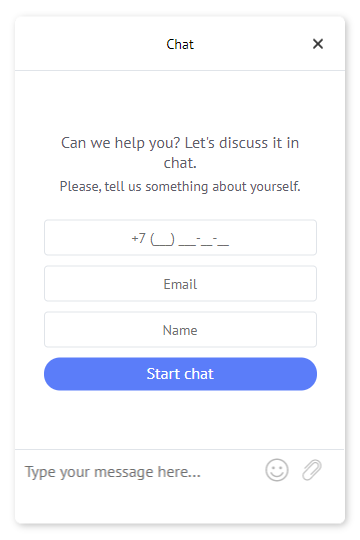 Chat
Can we help you? Let's discuss it in
chat.
Please, tell us something about yourself.
+7 (___) ___-__-__
Email
Name
Start chat
Type your message here...